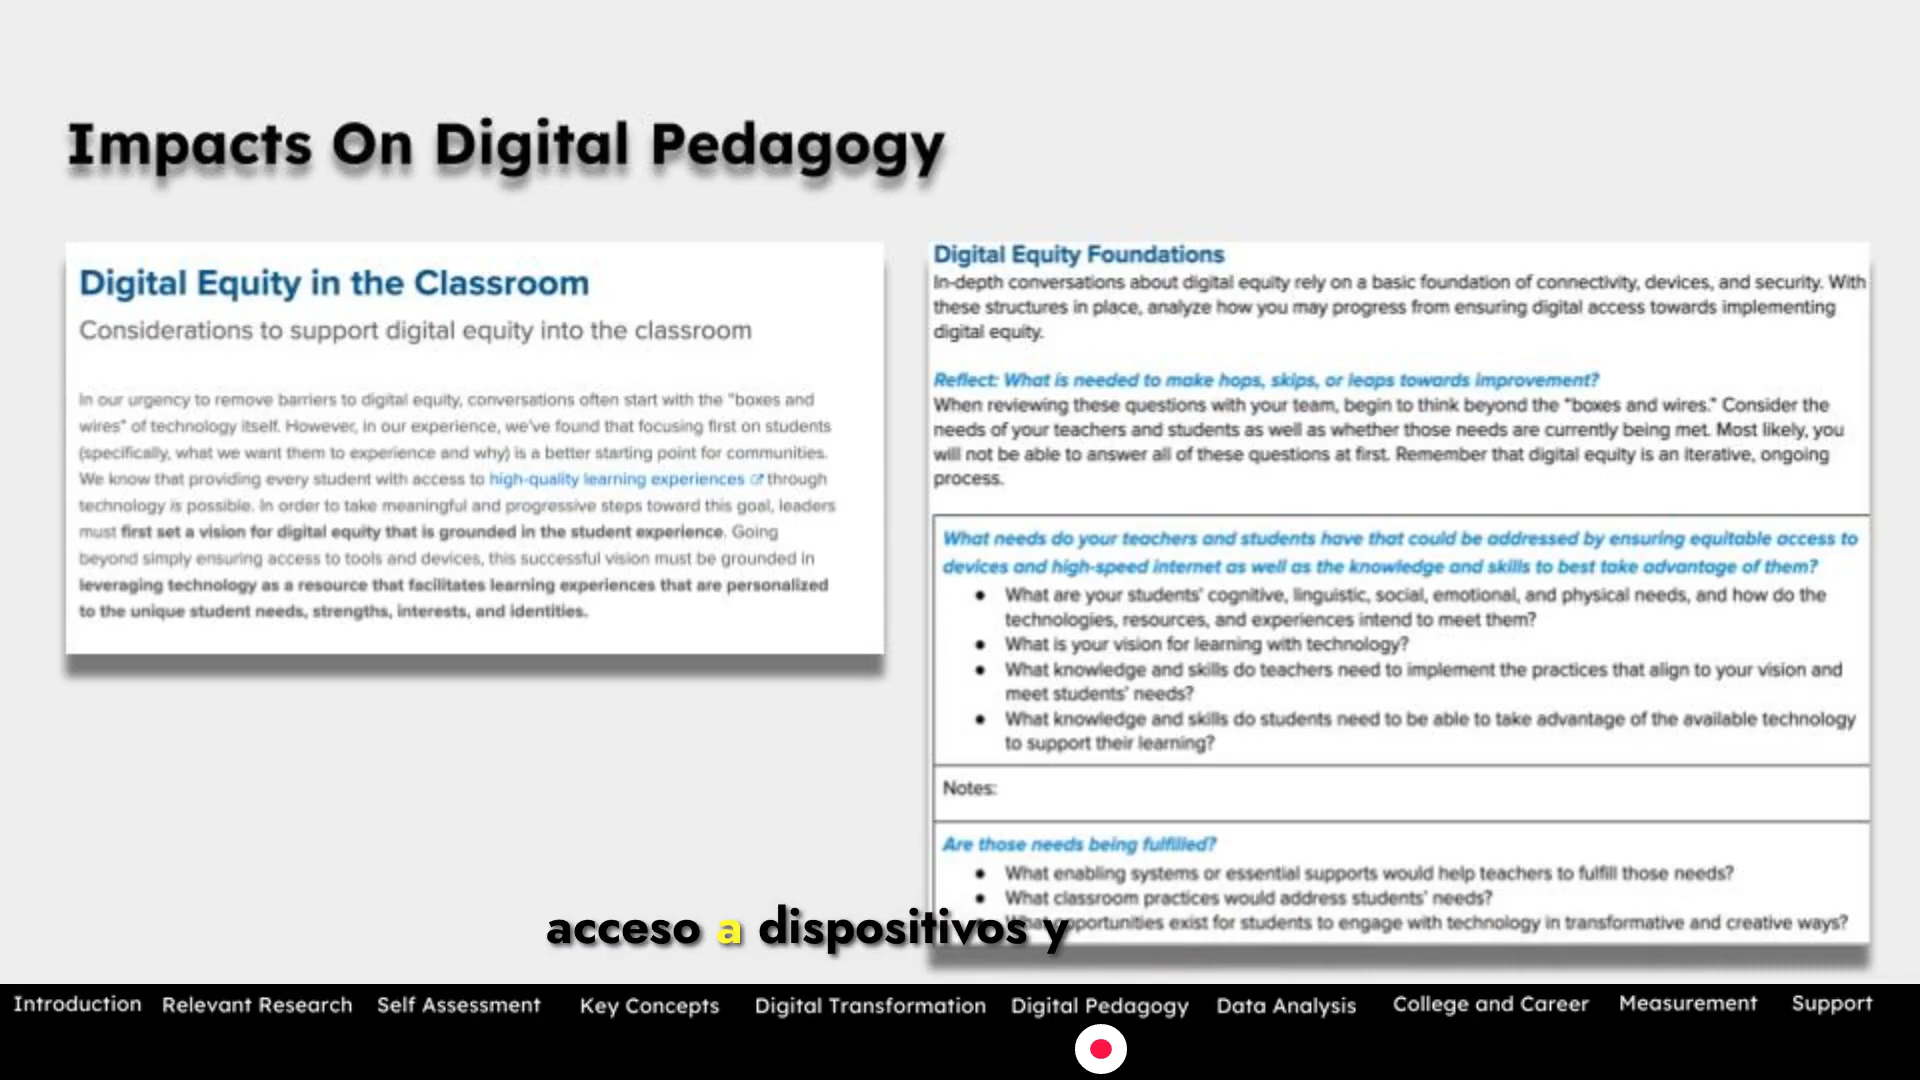 Impacts On Digital Pedagogy
Digital Equity in the Classroom
Considerations to support digital equity into the classroom
In our urgency to remove barriers to digital equity, conversations often start with the "boxes and
wires" of technology itself. However, in our experience, we've found that focusing first on students
(specifically, what we want them to experience and why) is a better starting point for communities.
We know that providing every student with access to high-quality learning experiences through
technology is possible. In order to take meaningful and progressive steps toward this goal, leaders
must first set a vision for digital equity that is grounded in the student experience. Going
beyond simply ensuring access to tools and devices, this successful vision must be grounded in
leveraging technology as a resource that facilitates learning experiences that are personalized
to the unique student needs, strengths, interests, and identities.
Digital Equity Foundations
In-depth conversations about digital equity rely on a basic foundation of connectivity, devices, and security. With
these structures in place, analyze how you may progress from ensuring digital access towards implementing
digital equity.
Reflect: What is needed to make hops, skips, or leaps towards improvement?
When reviewing these questions with your team, begin to think beyond the "boxes and wires." Consider the
needs of your teachers and students as well as whether those needs are currently being met. Most likely, you
will not be able to answer all of these questions at first. Remember that digital equity is an iterative, ongoing
process.
What needs do your teachers and students have that could be addressed by ensuring equitable access to
devices and high-speed internet as well as the knowledge and skills to best take advantage of them?
● What are your students' cognitive, linguistic, social, emotional, and physical needs, and how do the
technologies, resources, and experiences intend to meet them?
● What is your vision for learning with technology?
● What knowledge and skills do teachers need to implement the practices that align to your vision and
meet students' needs?
● What knowledge and skills do students need to be able to take advantage of the available technology
to support their learning?
Notes:
Are those needs being fulfilled?
● What enabling systems or essential supports would help teachers to fulfill those needs?
● What classroom practices would address students' needs?
● What opportunities exist for students to engage with technology in transformative and creative ways?
acceso a dispositivos y
Introduction Relevant Research Self Assessment Key Concepts Digital Transformation Digital Pedagogy Data Analysis College and Career Measurement Support